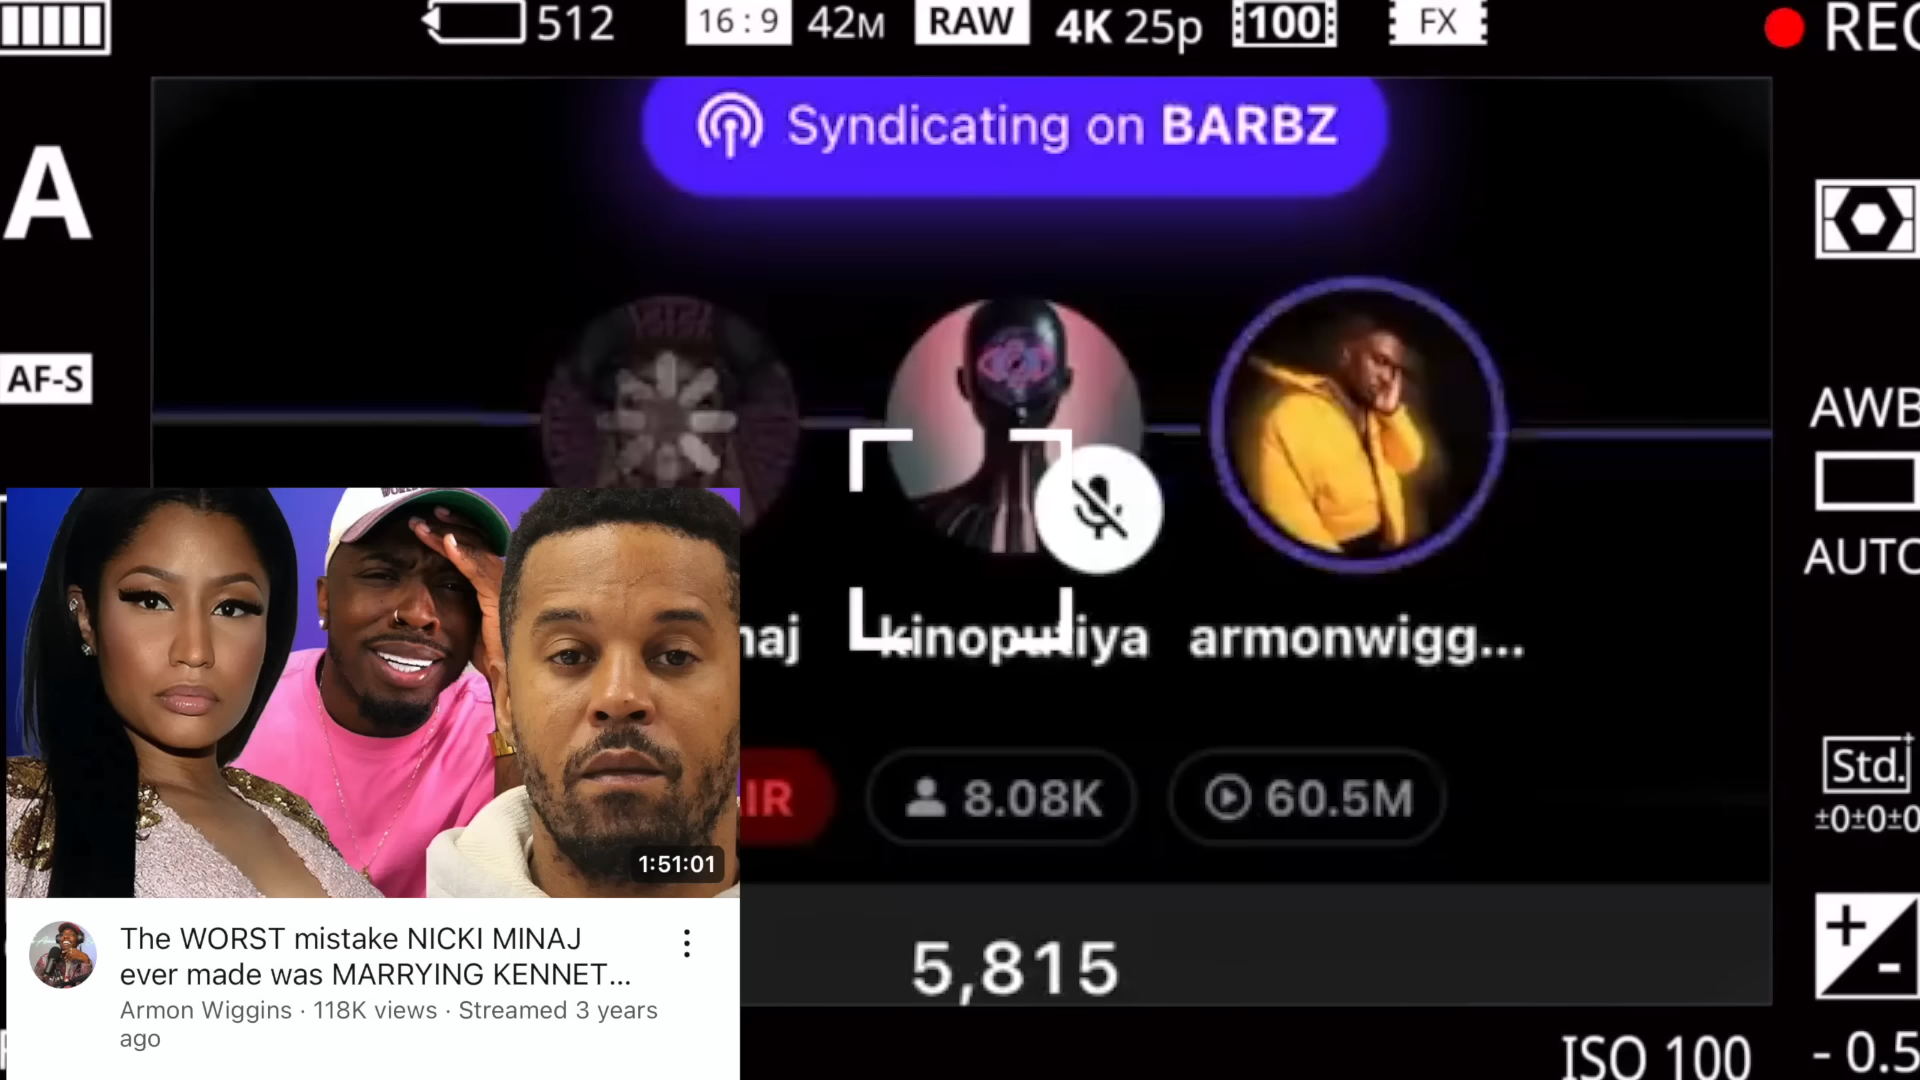 512
16:9
42M
RAW
4K 25p
100
FX
REC
Syndicating on BARBZ
A
AF-S
AWB
AUTO
naj
kinoputiya
armonwigg...
IR
8.08K
60.5M
1:51:01
Std.
±0±0±0
The WORST mistake NICKI MINAJ
ever made was MARRYING KENNET...
Armon Wiggins · 118K views · Streamed 3 years
ago
5,815
ISO 100
- 0.5